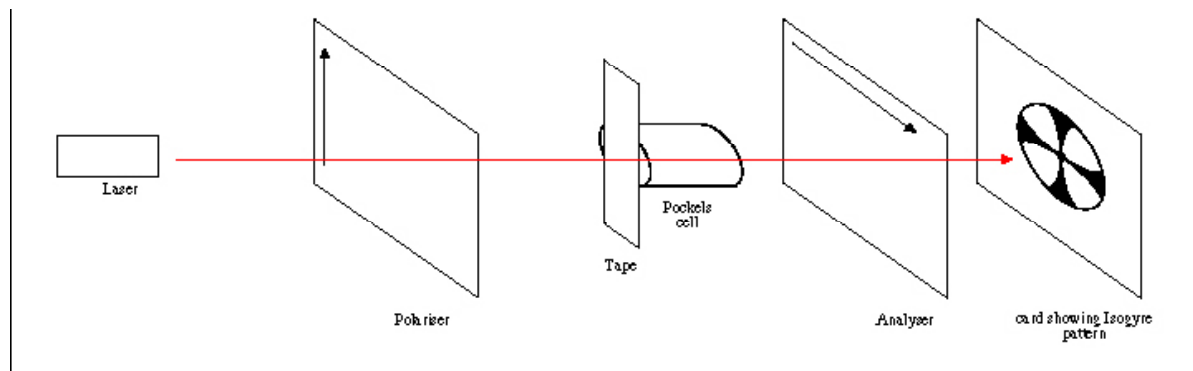 Laser
Polariser
Tape
Pockels
cell
Analyser
card showing Isogyre
pattern